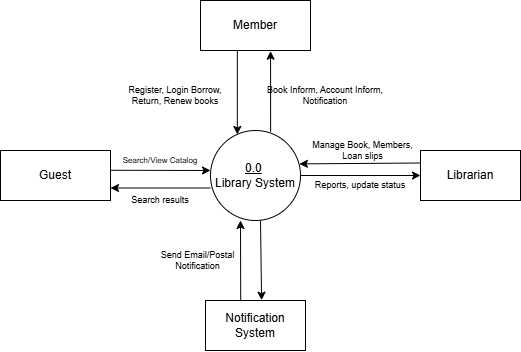 Member
Register, Login Borrow,
Return, Renew books
Book Inform, Account Inform,
Notification
Guest
Search/View Catalog
Search results
0.0
Library System
Manage Book, Members,
Loan slips
Reports, update status
Librarian
Send Email/Postal
Notification
Notification
System